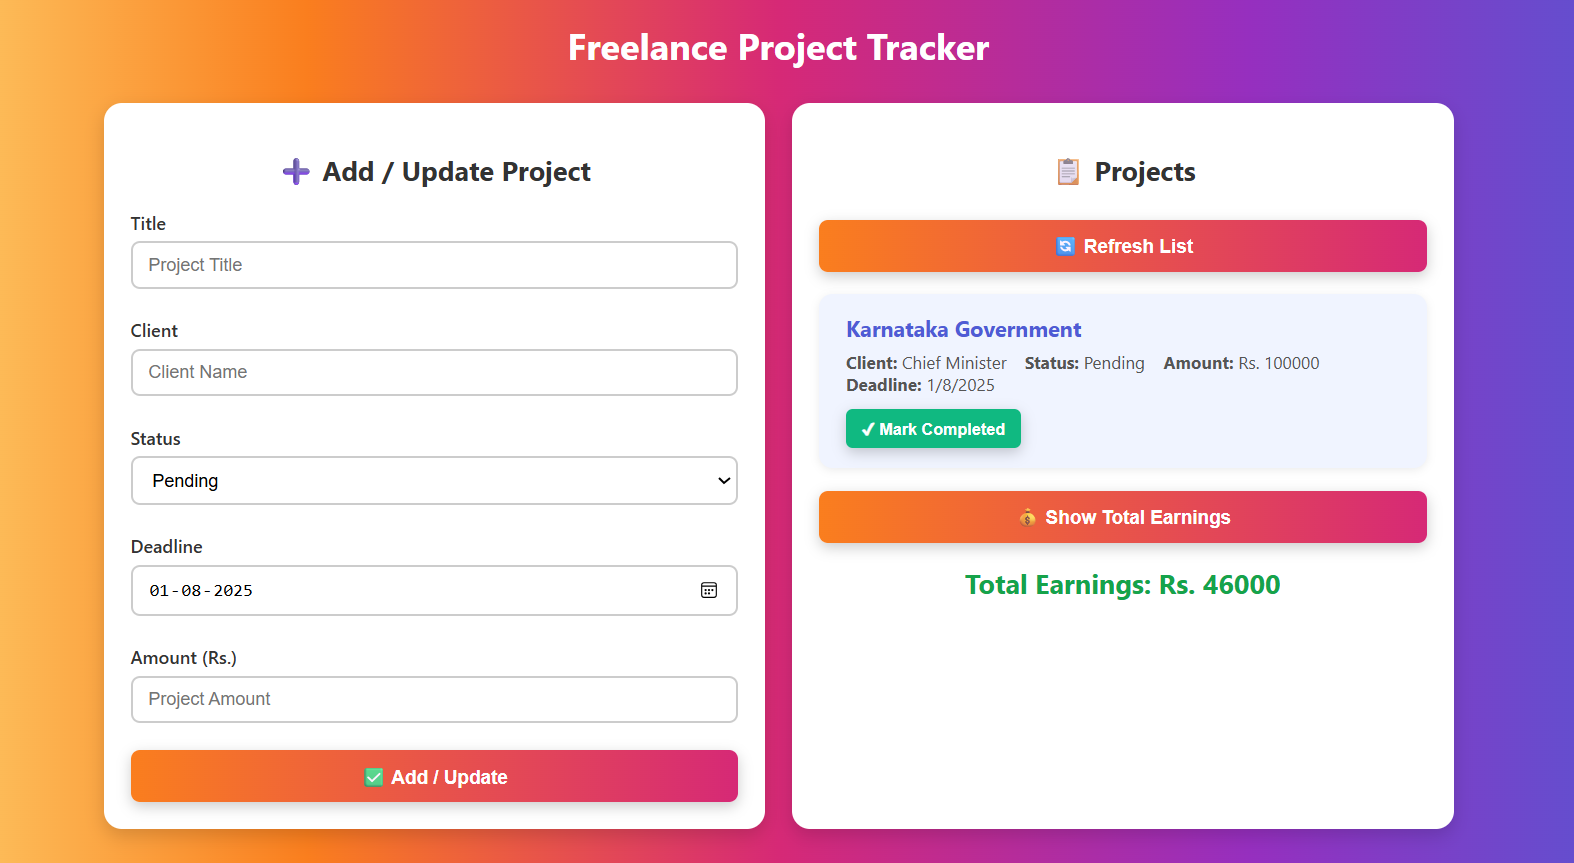 Freelance Project Tracker
➕ Add / Update Project
Title
Project Title
Client
Client Name
Status
Pending
Deadline
01-08-2025
Amount (Rs.)
Project Amount
✅ Add / Update
📋 Projects
🔄 Refresh List
Karnataka Government
Client: Chief Minister Status: Pending Amount: Rs. 100000
Deadline: 1/8/2025
✔ Mark Completed
💰 Show Total Earnings
Total Earnings: Rs. 46000